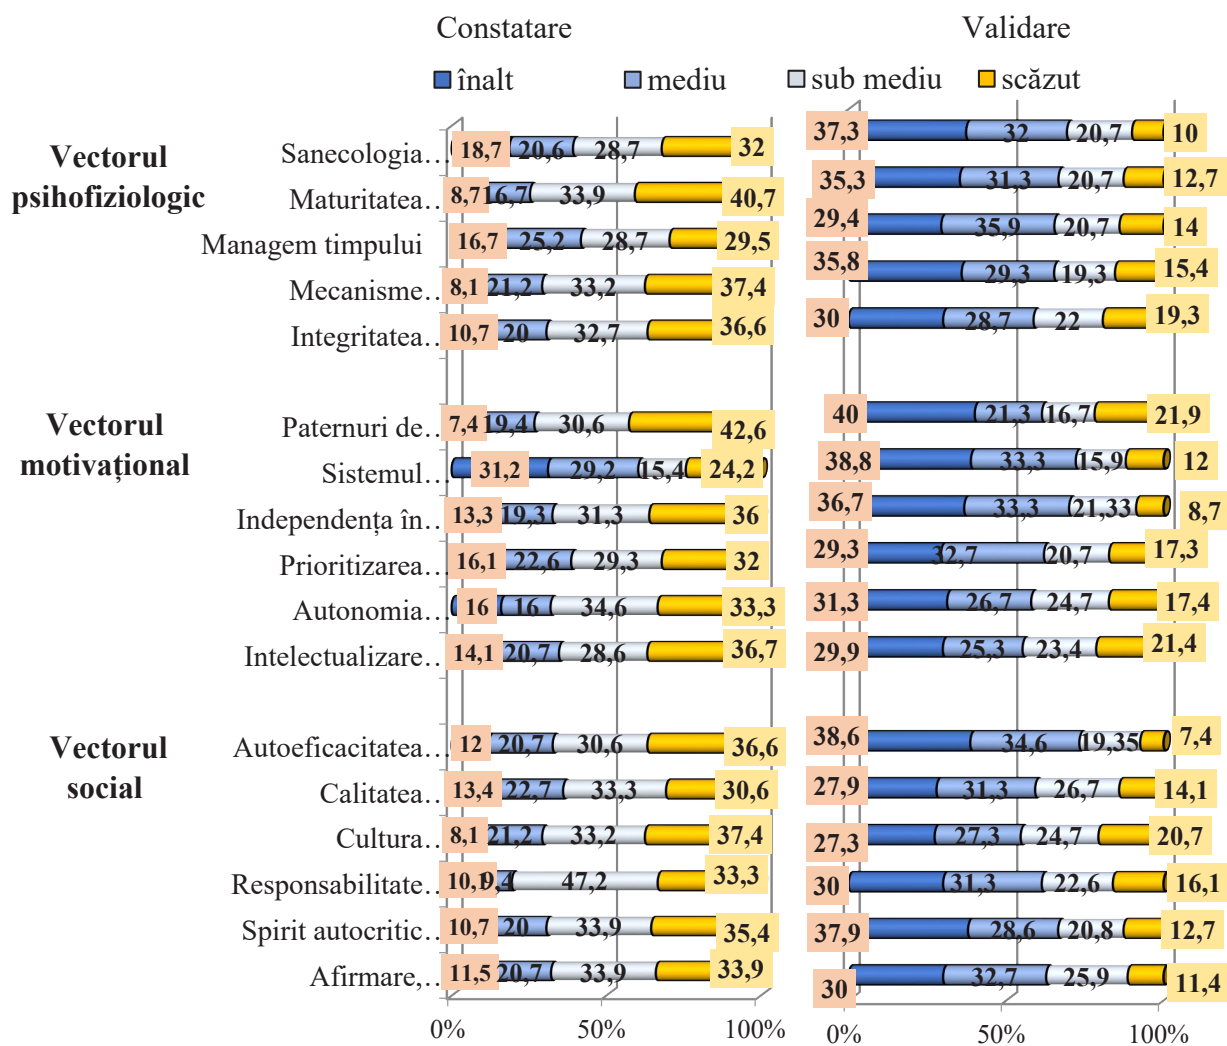 Constatare Validare
înalt mediu sub mediu scăzut
Vectorul
psihofiziologic
Sanecologia… 18,7 20,6 28,7 32 37,3 32 20,7 10
Maturitatea 8,7 16,7 33,9 40,7 35,3 31,3 20,7 12,7
Managem timpului 16,7 25,2 28,7 29,5 29,4 35,9 20,7 14
Mecanisme… 8,1 21,2 33,2 37,4 35,8 29,3 19,3 15,4
Integritatea… 10,7 20 32,7 36,6 30 28,7 22 19,3
Vectorul
motivațional
Paternuri de… 7,4 19,4 30,6 42,6 40 21,3 16,7 21,9
Sistemul 31,2 29,2 15,4 24,2 38,8 33,3 15,9 12
Independența în… 13,3 19,3 31,3 36 36,7 33,3 21,33 8,7
Prioritizarea… 16,1 22,6 29,3 32 29,3 32,7 20,7 17,3
Autonomia… 16 16 34,6 33,3 31,3 26,7 24,7 17,4
Intelectualizare… 14,1 20,7 28,6 36,7 29,9 25,3 23,4 21,4
Vectorul
social
Autoeficacitatea 12 20,7 30,6 36,6 38,6 34,6 19,35 7,4
Calitatea… 13,4 22,7 33,3 30,6 27,9 31,3 26,7 14,1
Cultura… 8,1 21,2 33,2 37,4 27,3 27,3 24,7 20,7
Responsabilitate… 10,1 9,4 47,2 33,3 30 31,3 22,6 16,1
Spirit autocritic… 10,7 20 33,9 35,4 37,9 28,6 20,8 12,7
Afirmare,… 11,5 20,7 33,9 33,9 30 32,7 25,9 11,4
0% 50% 100% 0% 50% 100%